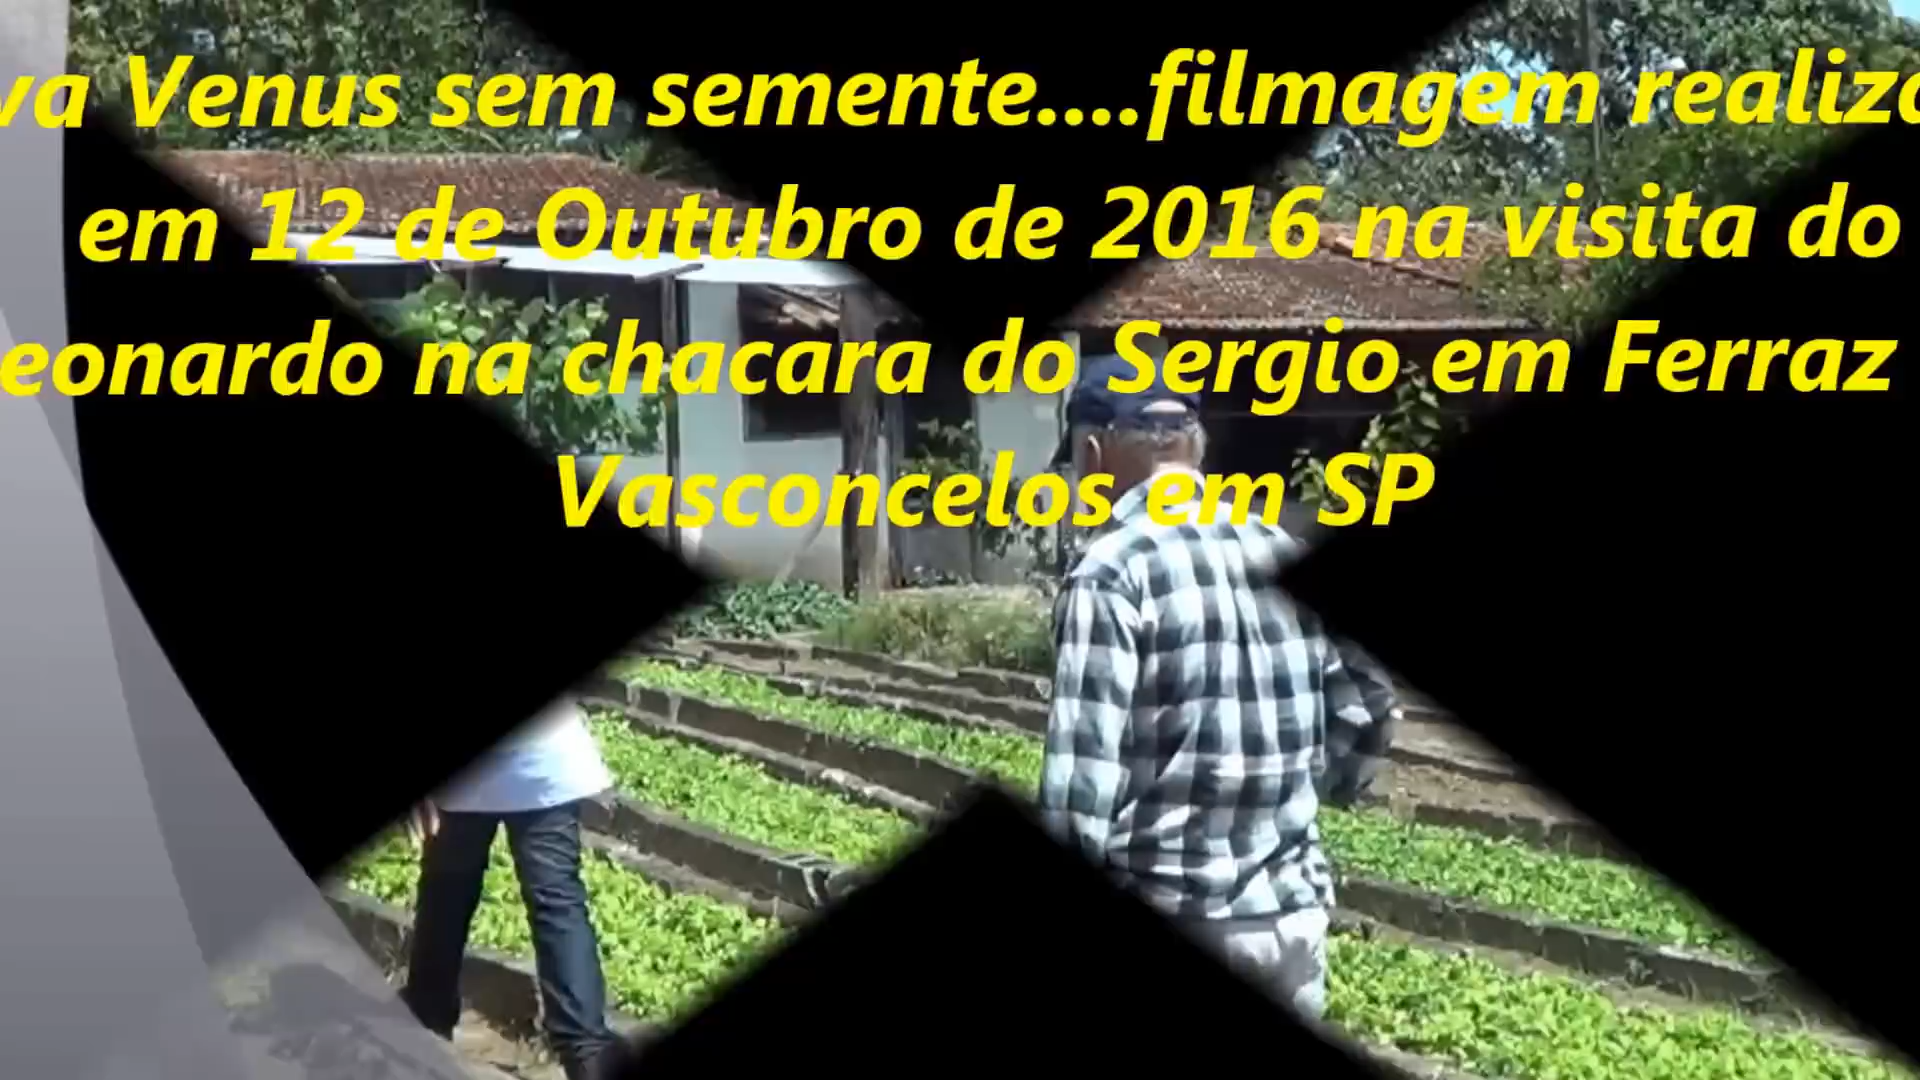 va Venus sem semente....filmagem realiza
em 12 de Outubro de 2016 na visita do
eonardo na chacara do Sergio em Ferraz
Vasconcelos em SP